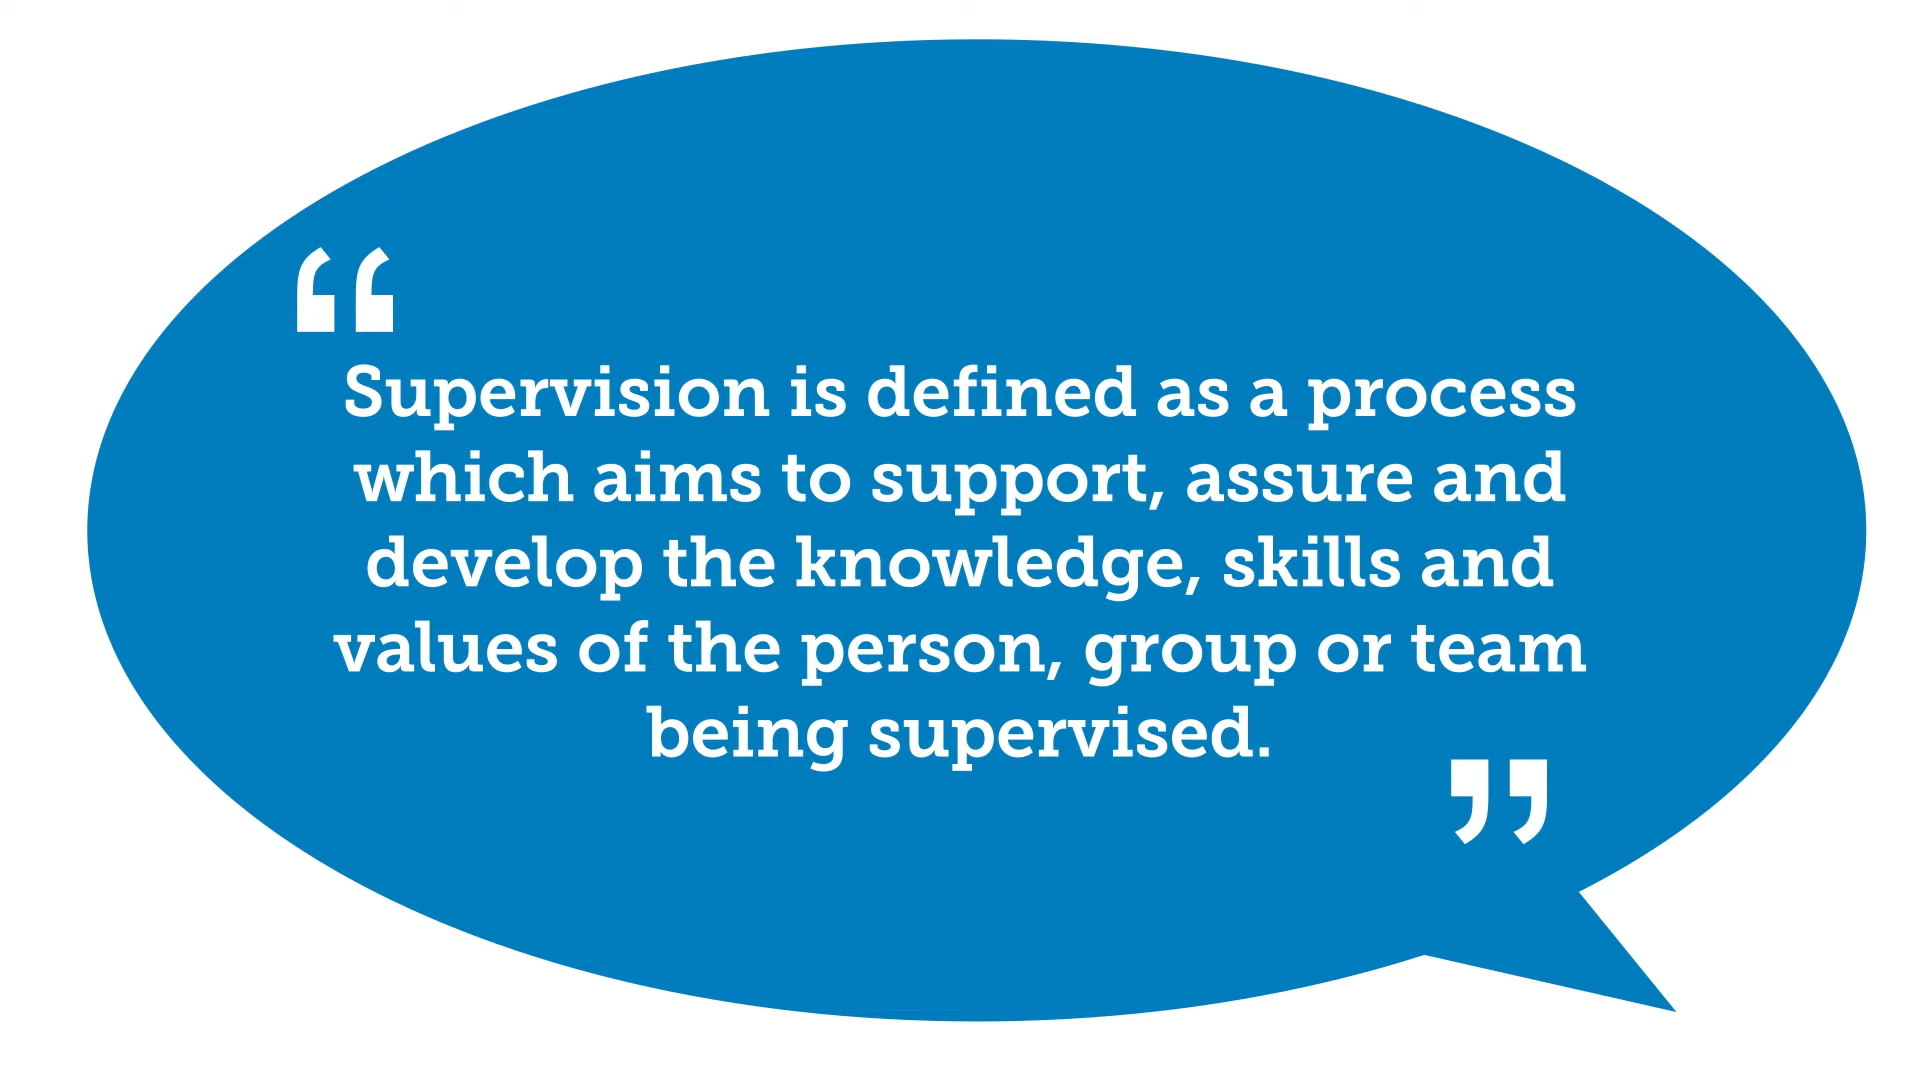 “
Supervision is defined as a process
which aims to support, assure and
develop the knowledge, skills and
values of the person, group or team
being supervised.
”